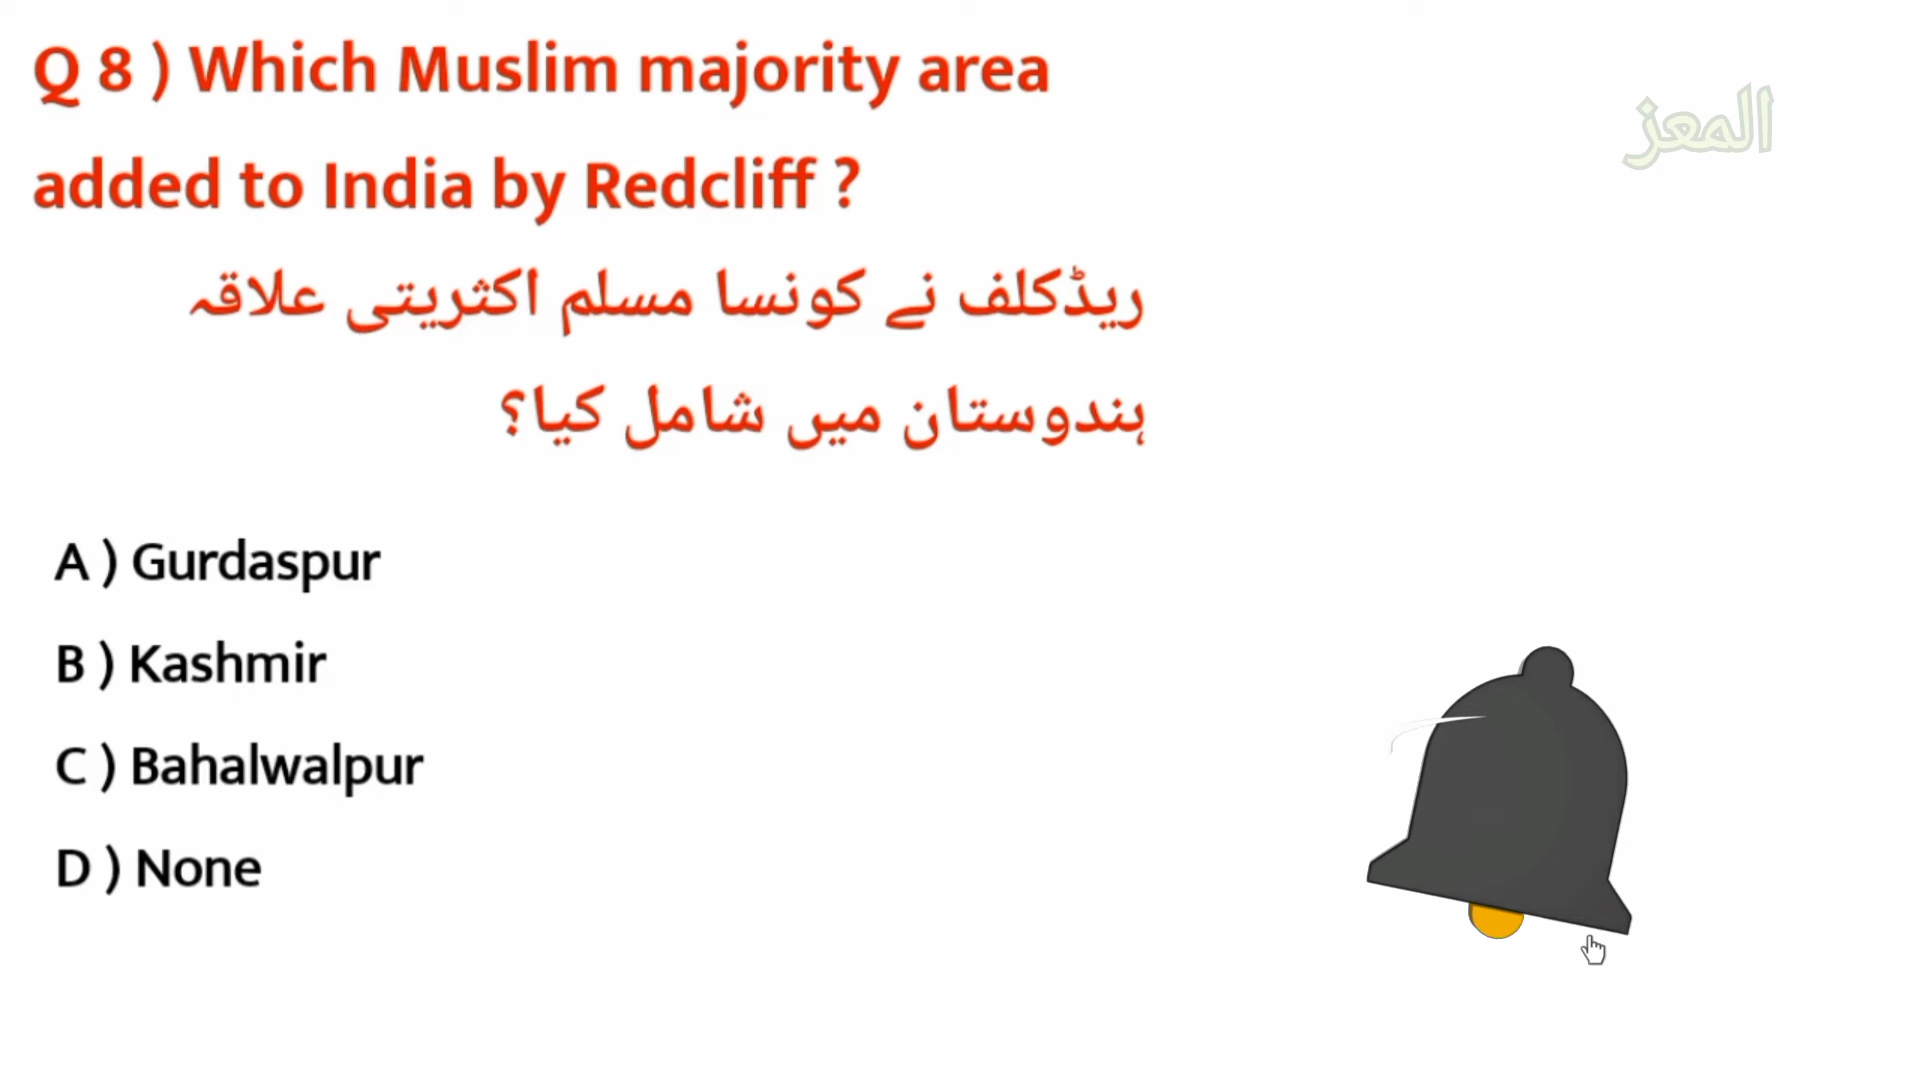 Q 8 ) Which Muslim majority area
added to India by Redcliff ?
ریڈکلف نے کونسا مسلم اکثریتی علاقہ
ہندوستان میں شامل کیا؟
A ) Gurdaspur
B ) Kashmir
C ) Bahalwalpur
D ) None
المعز